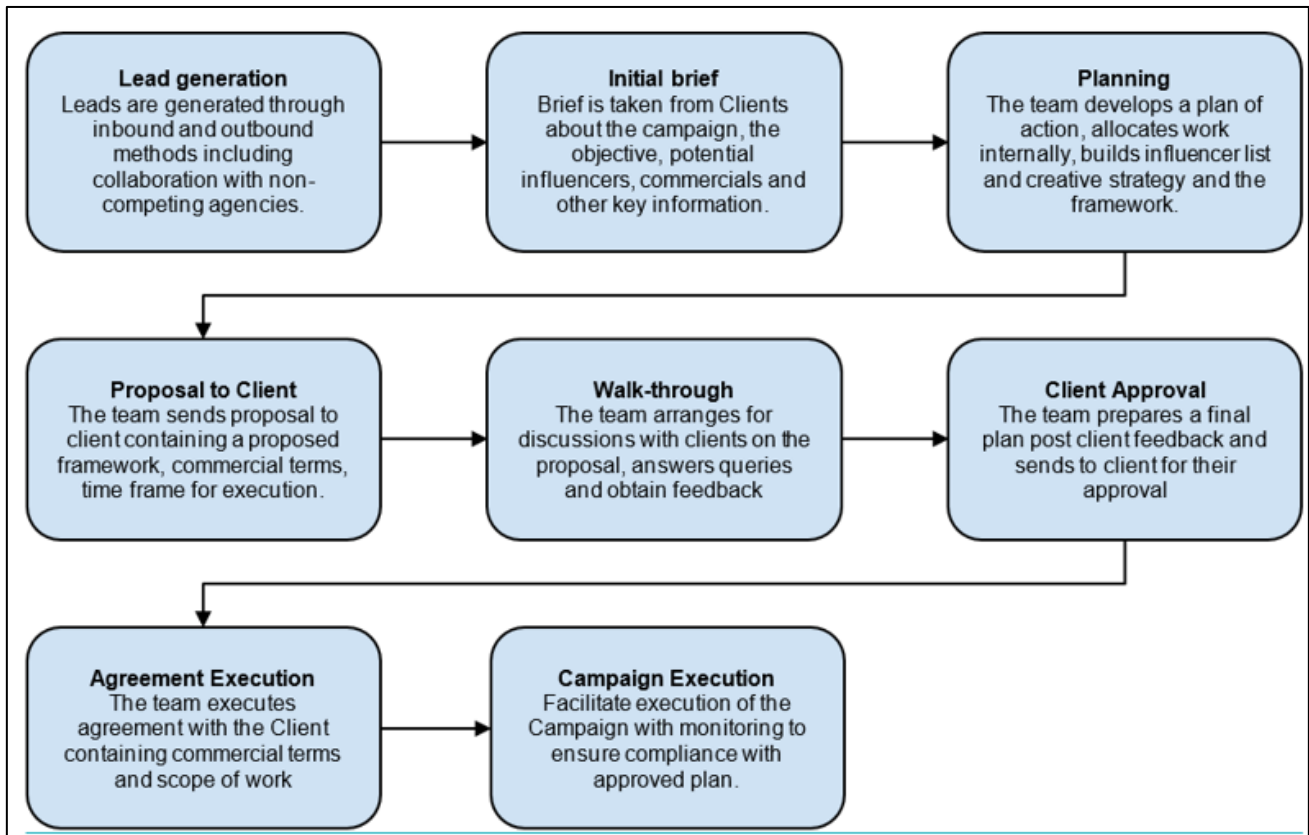 Lead generation
Leads are generated through
inbound and outbound
methods including
collaboration with non-
competing agencies.
Initial brief
Brief is taken from Clients
about the campaign, the
objective, potential
influencers, commercials and
other key information.
Planning
The team develops a plan of
action, allocates work
internally, builds influencer list
and creative strategy and the
framework.
Proposal to Client
The team sends proposal to
client containing a proposed
framework, commercial terms,
time frame for execution.
Walk-through
The team arranges for
discussions with clients on the
proposal, answers queries
and obtain feedback
Client Approval
The team prepares a final
plan post client feedback and
sends to client for their
approval
Agreement Execution
The team executes
agreement with the Client
containing commercial terms
and scope of work
Campaign Execution
Facilitate execution of the
Campaign with monitoring to
ensure compliance with
approved plan.